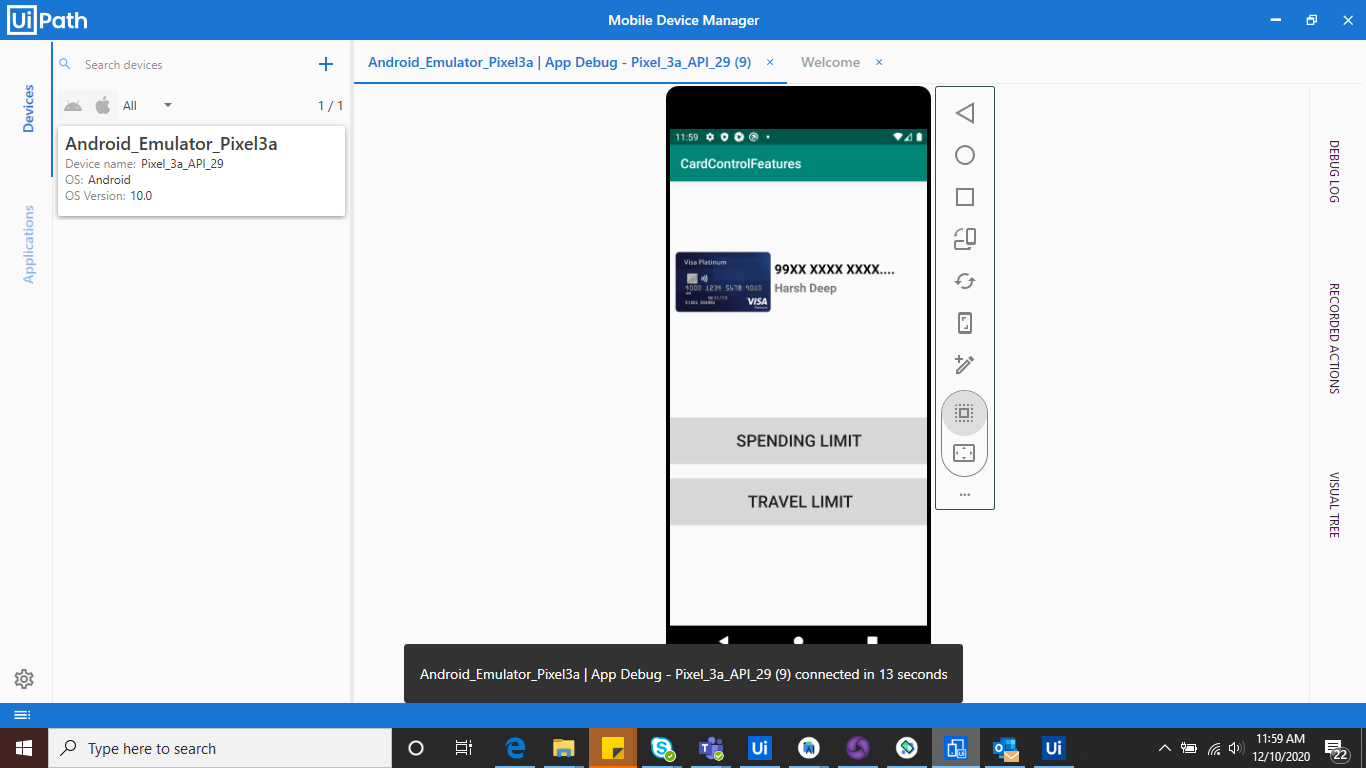 UiPath
Mobile Device Manager
Search devices
Android_Emulator_Pixel3a | App Debug - Pixel_3a_API_29 (9)
Welcome
Devices
All
1 / 1
Android_Emulator_Pixel3a
Device name: Pixel_3a_API_29
OS: Android
OS Version: 10.0
Applications
11:59
CardControlFeatures
Visa Platinum
4000 1234 5678 9010
VISA
99XX XXXX XXXX....
Harsh Deep
SPENDING LIMIT
TRAVEL LIMIT
...
DEBUG LOG
RECORDED ACTIONS
VISUAL TREE
Android_Emulator_Pixel3a | App Debug - Pixel_3a_API_29 (9) connected in 13 seconds
Type here to search
Ui
Ui
11:59 AM
12/10/2020
22